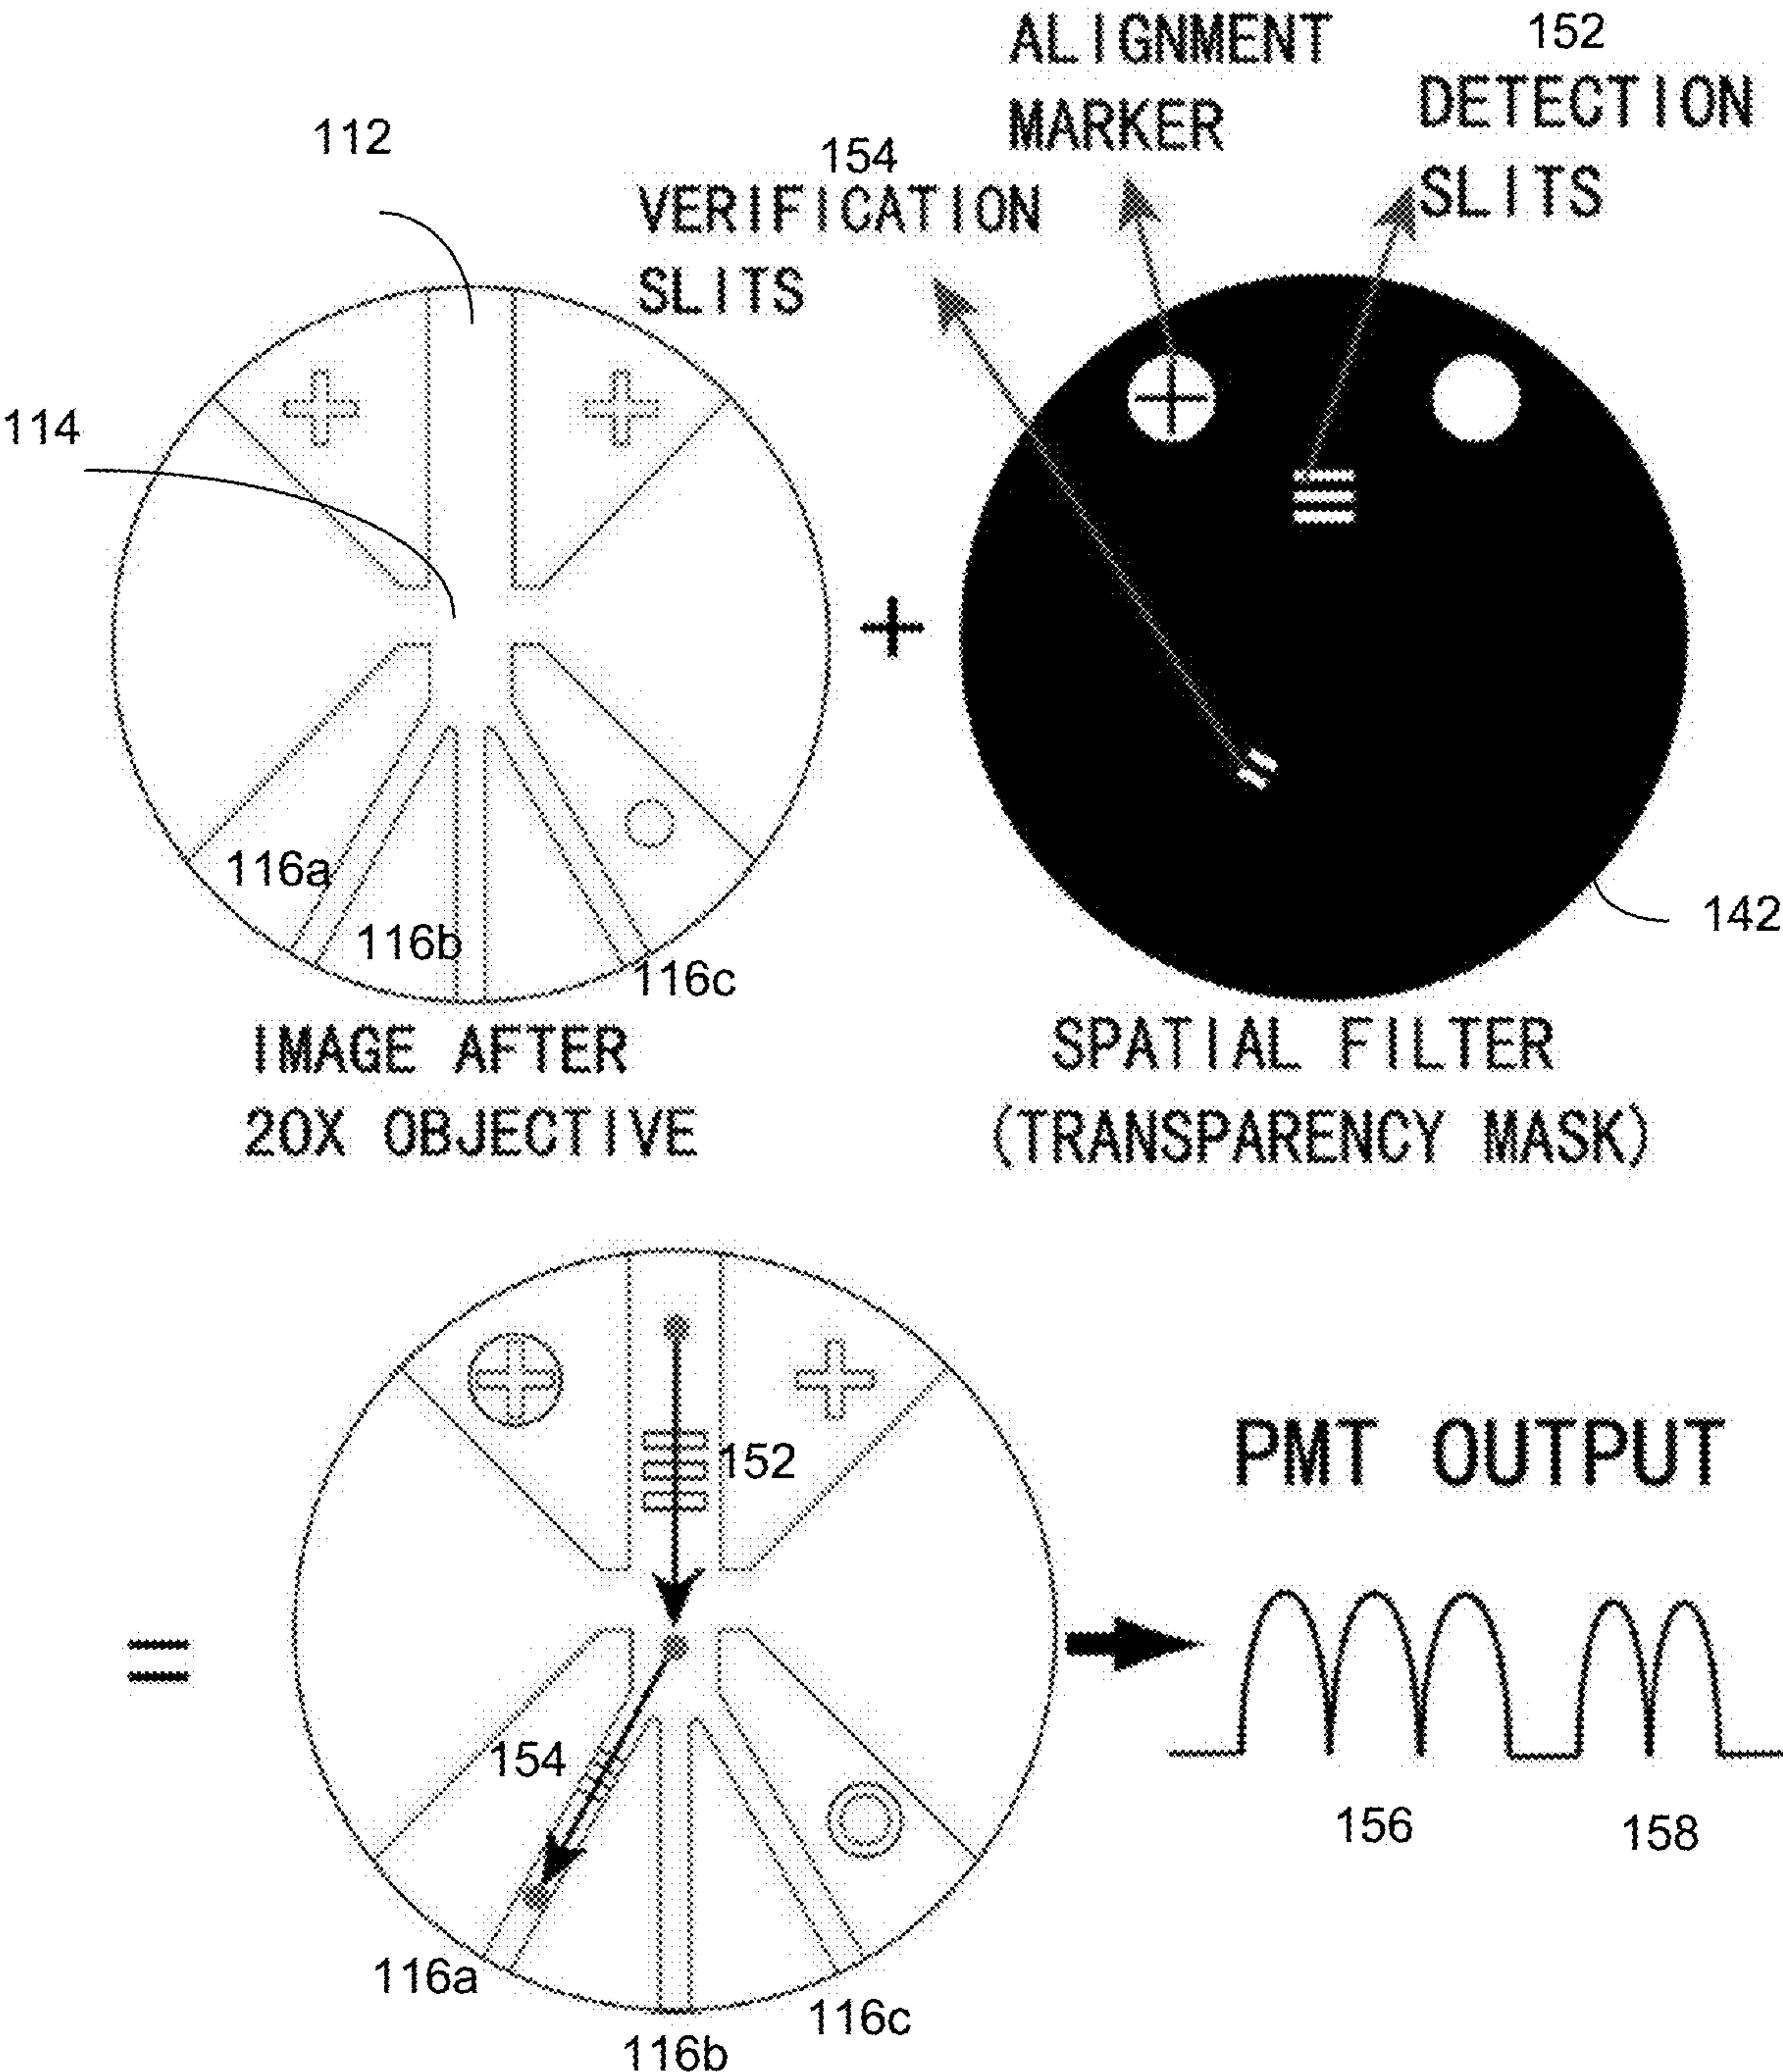 ALIGNMENT
MARKER
152
DETECTION
SLITS
112
154
VERIFICATION
SLITS
114
+
116a
116b
116c
142
IMAGE AFTER
20X OBJECTIVE
SPATIAL FILTER
(TRANSPARENCY MASK)
152
PMT OUTPUT
=
154
156
158
116a
116b
116c